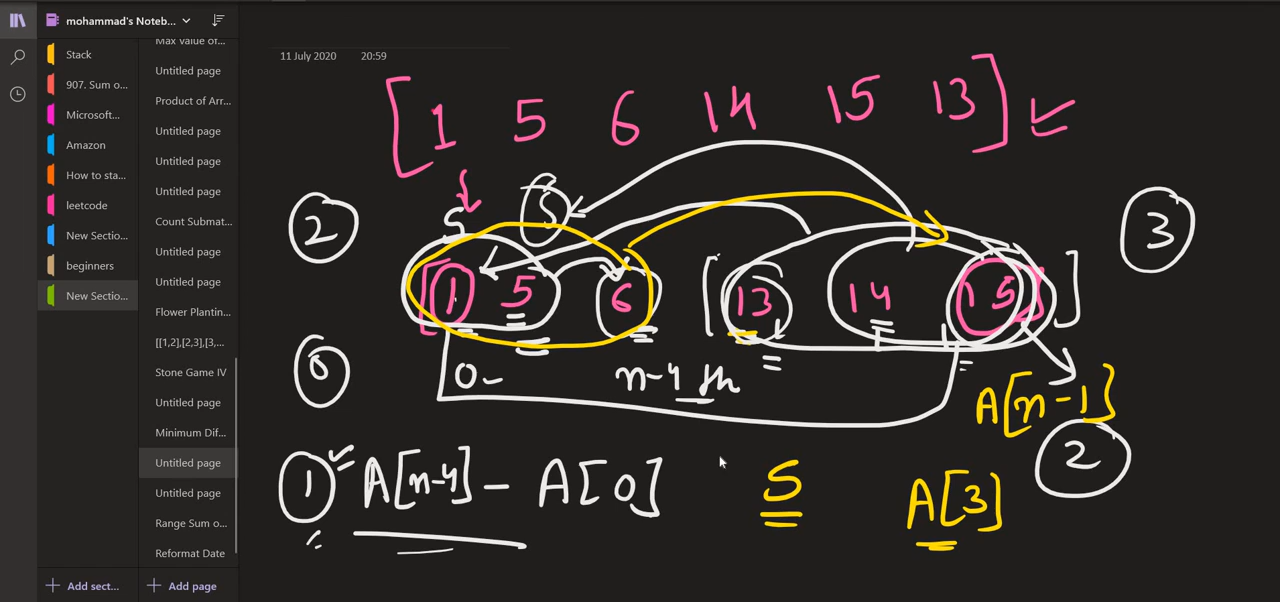 mohammad's Noteb...
Stack
907. Sum o...
Microsoft...
Amazon
How to sta...
leetcode
New Sectio...
beginners
New Sectio...
Max value of...
Untitled page
Product of Arr...
Untitled page
Untitled page
Untitled page
Count Submat...
Untitled page
Untitled page
Flower Plantin...
[[1,2],[2,3],[3,...
Stone Game IV
Untitled page
Minimum Dif...
Untitled page
Untitled page
Range Sum o...
Reformat Date
Add sect...
Add page
11 July 2020 20:59
[1 5 6 14 15 13]
2
5
5
3
[1 5 6 [13 14 15]]
0
0-
n-4 th
A[n-1]
2
1
A[n-4] - A[0]
5
A[3]